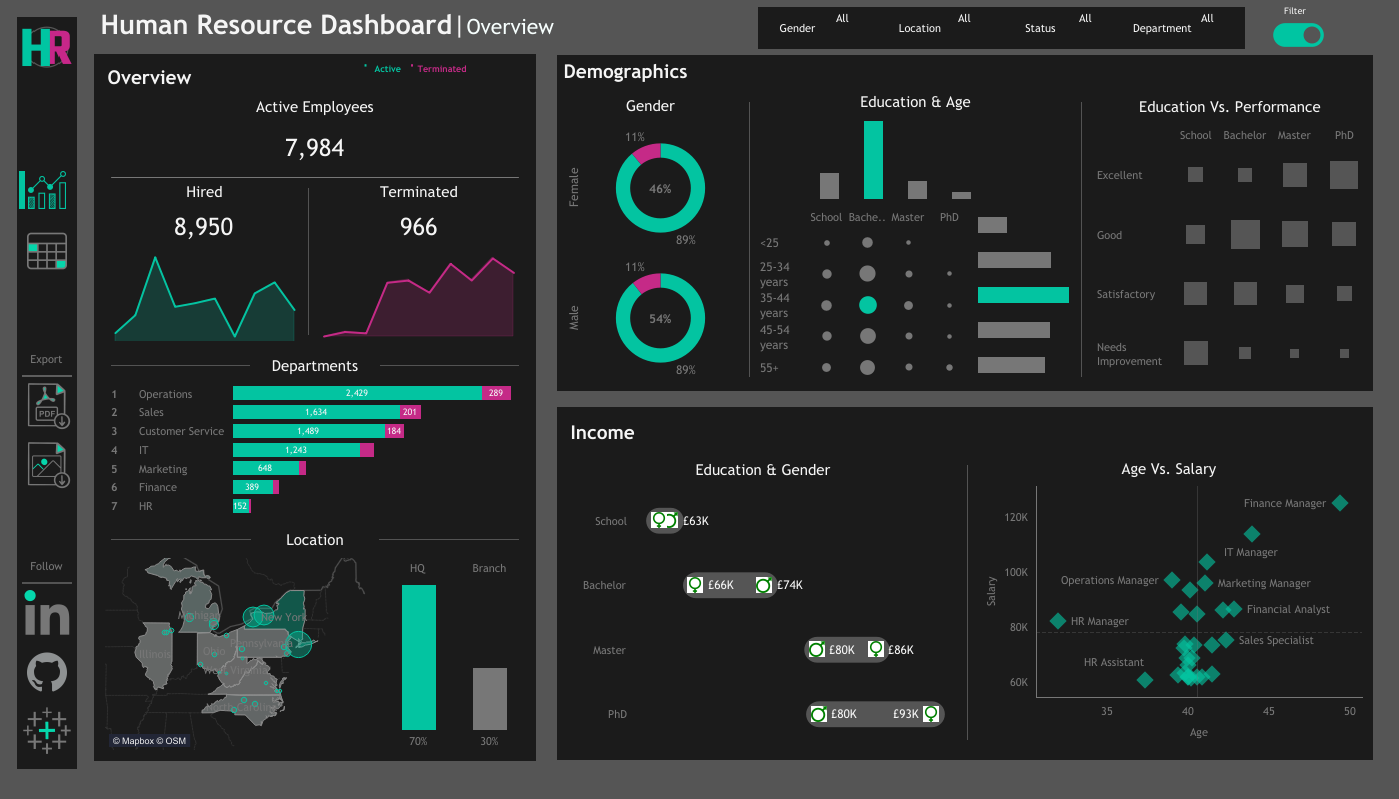 HR
Human Resource Dashboard | Overview
Gender
All
Location
All
Status
All
Department
All
Filter
Overview
Active
Terminated
Active Employees
7,984
Hired
8,950
Terminated
966
Departments
1 Operations 2,429 289
2 Sales 1,634 201
3 Customer Service 1,489 184
4 IT 1,243
5 Marketing 648
6 Finance 389
7 HR 152
Location
HQ
Branch
70%
30%
Michigan
New York
Illinois
Ohio
Pennsylvania
West Virginia
North Carolina
© Mapbox © OSM
Export
PDF
Follow
in
Demographics
Gender
Female
11%
46%
89%
Male
11%
54%
89%
Education & Age
School Bache.. Master PhD
<25
25-34
years
35-44
years
45-54
years
55+
Education Vs. Performance
School Bachelor Master PhD
Excellent
Good
Satisfactory
Needs
Improvement
Income
Education & Gender
School £63K
Bachelor £66K £74K
Master £80K £86K
PhD £80K £93K
Age Vs. Salary
Salary
120K
100K
80K
60K
Finance Manager
IT Manager
Operations Manager
Marketing Manager
Financial Analyst
HR Manager
Sales Specialist
HR Assistant
35 40 45 50
Age